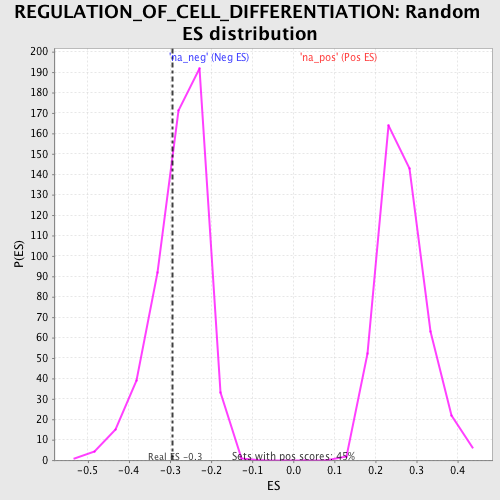 REGULATION_OF_CELL_DIFFERENTIATION: Random
ES distribution
'na_neg' (Neg ES)
'na_pos' (Pos ES)
200
190
180
170
160
150
140
130
120
110
100
90
80
70
60
50
40
30
20
10
0
P(ES)
Real ES -0.3
Sets with pos scores: 45%
-0.5 -0.4 -0.3 -0.2 -0.1 0.0 0.1 0.2 0.3 0.4
ES